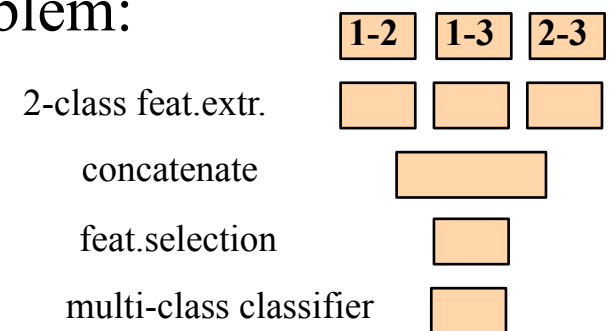 blem:
1-2 1-3 2-3
2-class feat.extr.
concatenate
feat.selection
multi-class classifier